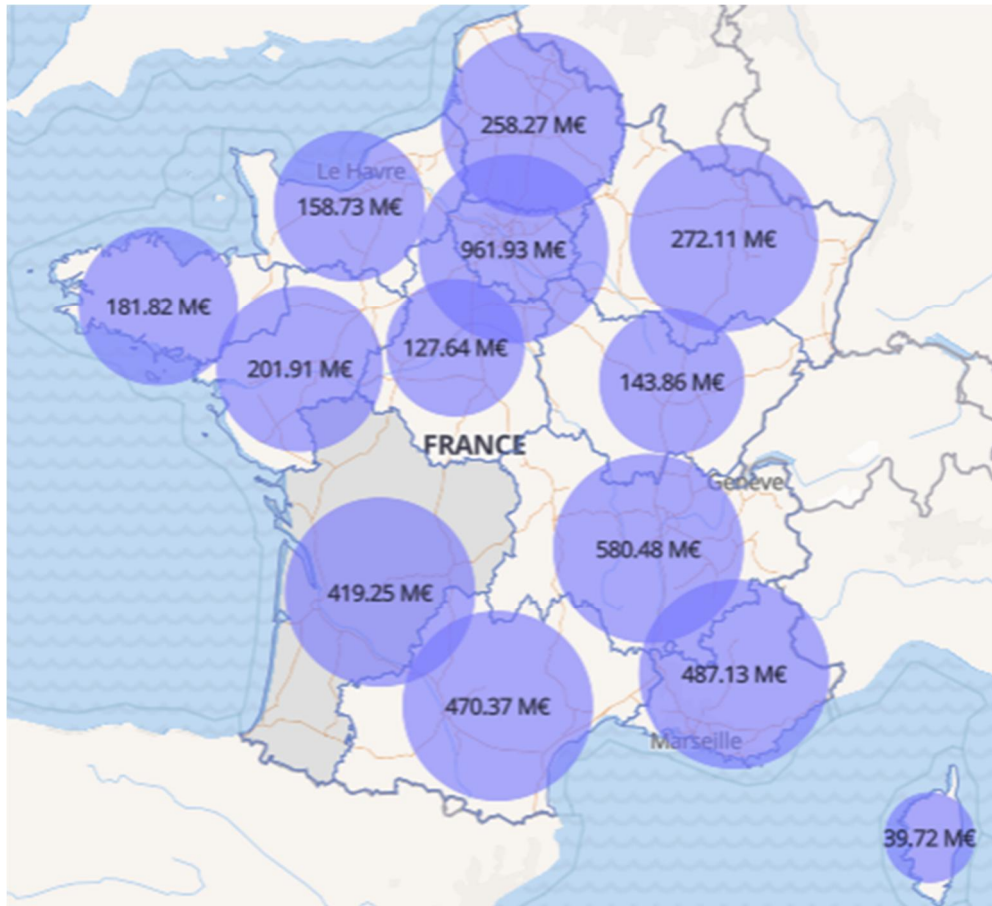 258.27 M€
Le Havre
158.73 M€
961.93 M€
272.11 M€
181.82 M€
201.91 M€
127.64 M€
143.86 M€
FRANCE
Genève
580.48 M€
419.25 M€
487.13 M€
470.37 M€
Marseille
39.72 M€